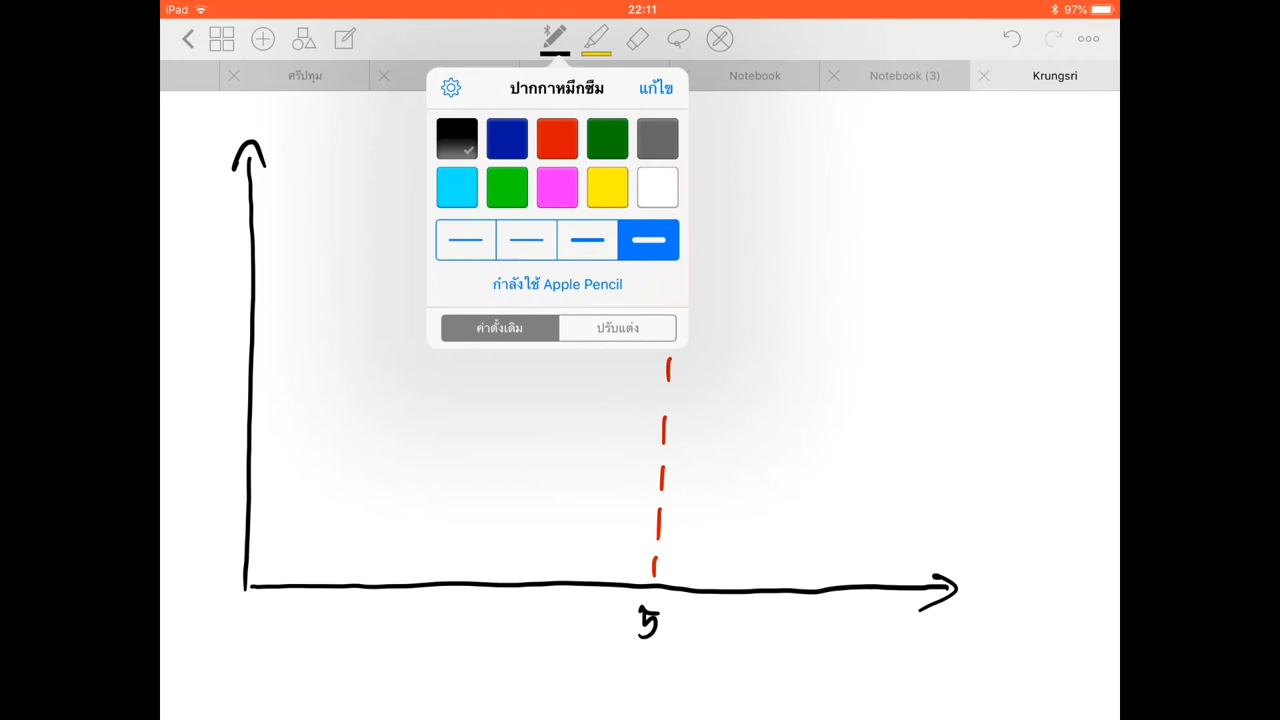 iPad 22:11 97%
ศรีปทุม Notebook Notebook (3) Krungsri
ปากกาหมึกซึม แก้ไข
กำลังใช้ Apple Pencil
ค่าตั้งเดิม ปรับแต่ง
5